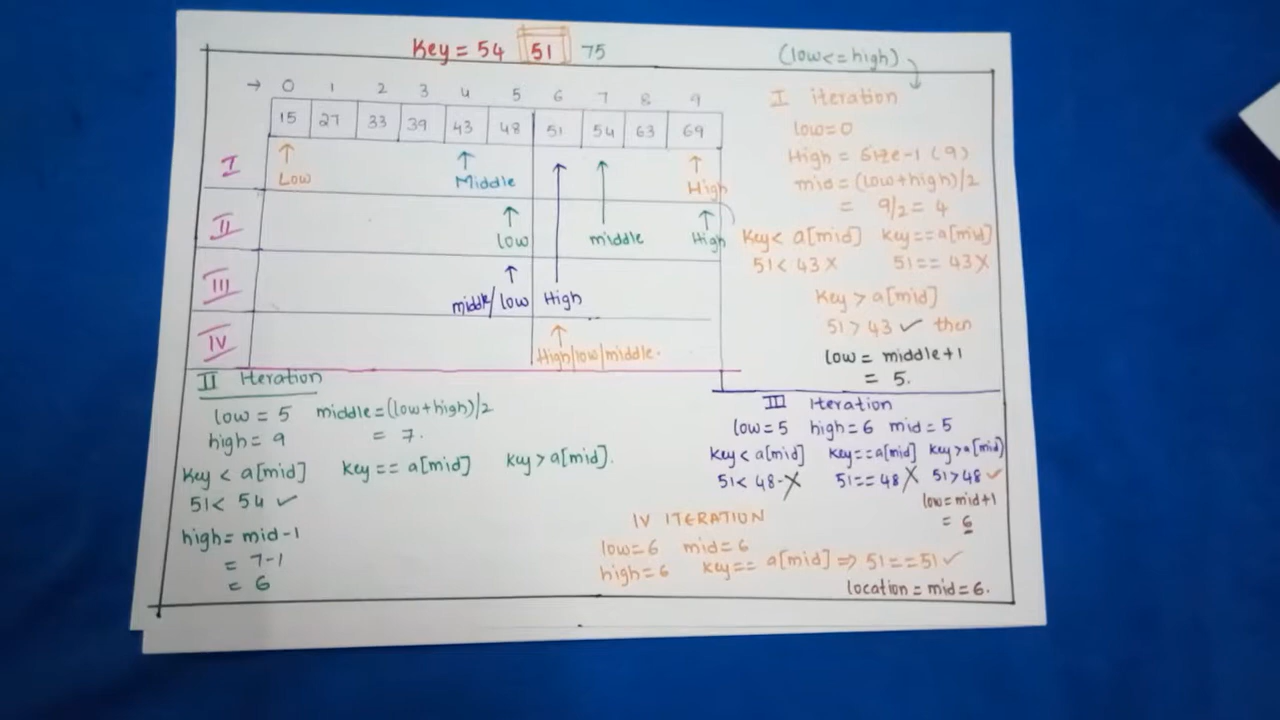 Key = 54 51 75
(low<=high)
→ 0 1 2 3 4 5 6 7 8 9
15 27 33 39 43 48 51 54 63 69
I Low Middle High
II low middle High
III middle/low High
IV High/low/middle.
I iteration
low=0
High = Size-1 (9)
mid = (low+high)/2
= 9/2 = 4
Key < a[mid] Key==a[mid]
51 < 43 X 51 == 43 X
Key > a[mid]
51 > 43 ✓ then
low = middle+1
= 5.
II Iteration
low = 5 middle=(low+high)/2
high = 9 = 7.
Key < a[mid] Key == a[mid] Key > a[mid].
51 < 54 ✓
high = mid-1
= 7-1
= 6
III Iteration
low=5 high=6 mid=5
Key < a[mid] Key==a[mid] Key > a[mid]
51 < 48-X 51==48 X 51>48 ✓
low=mid+1
= 6
IV ITERATION
low=6 mid=6
high=6 Key== a[mid] => 51==51 ✓
location = mid=6.